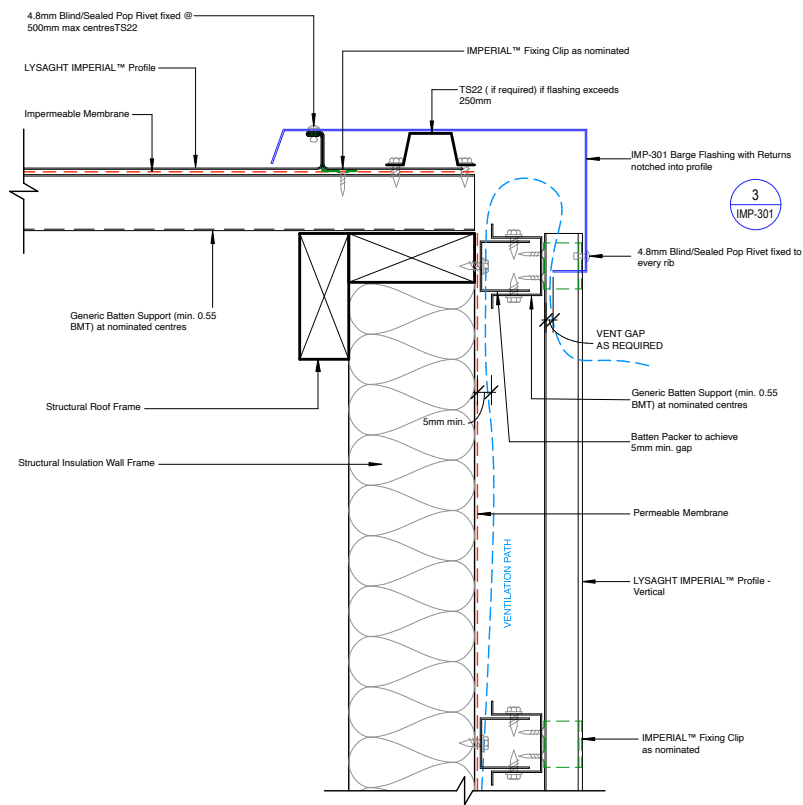 4.8mm Blind/Sealed Pop Rivet fixed @
500mm max centresTS22
IMPERIAL™ Fixing Clip as nominated
LYSAGHT IMPERIAL™ Profile
TS22 ( if required) if flashing exceeds
250mm
Impermeable Membrane
IMP-301 Barge Flashing with Returns
notched into profile
3
IMP-301
4.8mm Blind/Sealed Pop Rivet fixed to
every rib
Generic Batten Support (min. 0.55
BMT) at nominated centres
VENT GAP
AS REQUIRED
Generic Batten Support (min. 0.55
BMT) at nominated centres
Structural Roof Frame
5mm min.
Batten Packer to achieve
5mm min. gap
Structural Insulation Wall Frame
Permeable Membrane
VENTILATION PATH
LYSAGHT IMPERIAL™ Profile -
Vertical
IMPERIAL™ Fixing Clip
as nominated